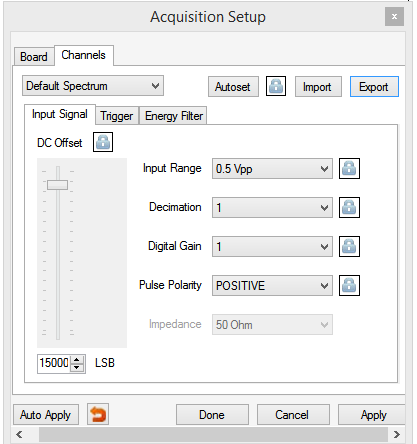 Acquisition Setup
x
Board Channels
Default Spectrum Autoset Import Export
Input Signal Trigger Energy Filter
DC Offset
Input Range 0.5 Vpp
Decimation 1
Digital Gain 1
Pulse Polarity POSITIVE
Impedance 50 Ohm
15000 LSB
Auto Apply Done Cancel Apply